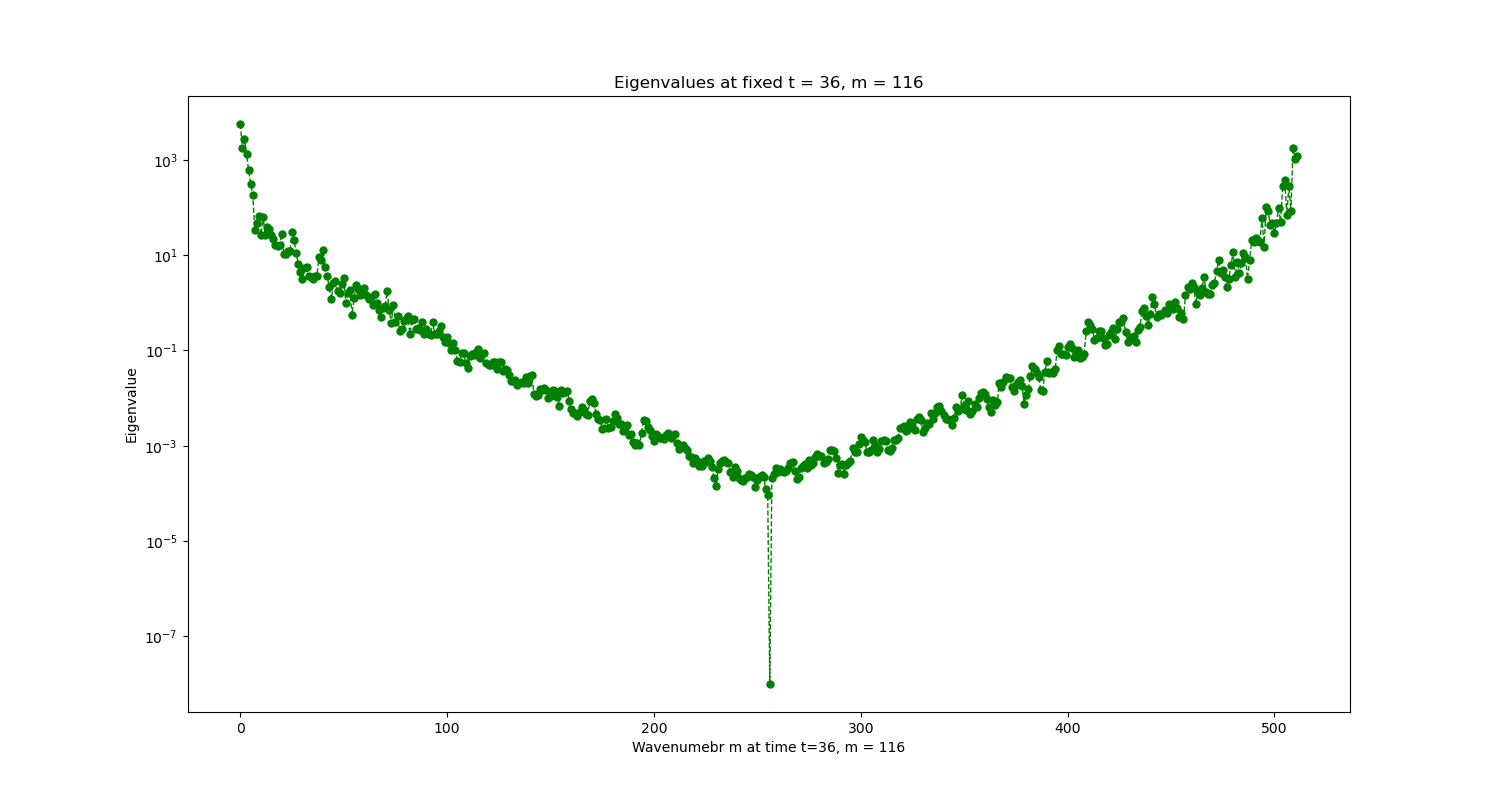 Eigenvalues at fixed t = 36, m = 116
10^3
10^1
10^-1
10^-3
10^-5
10^-7
Eigenvalue
0 100 200 300 400 500
Wavenumebr m at time t=36, m = 116